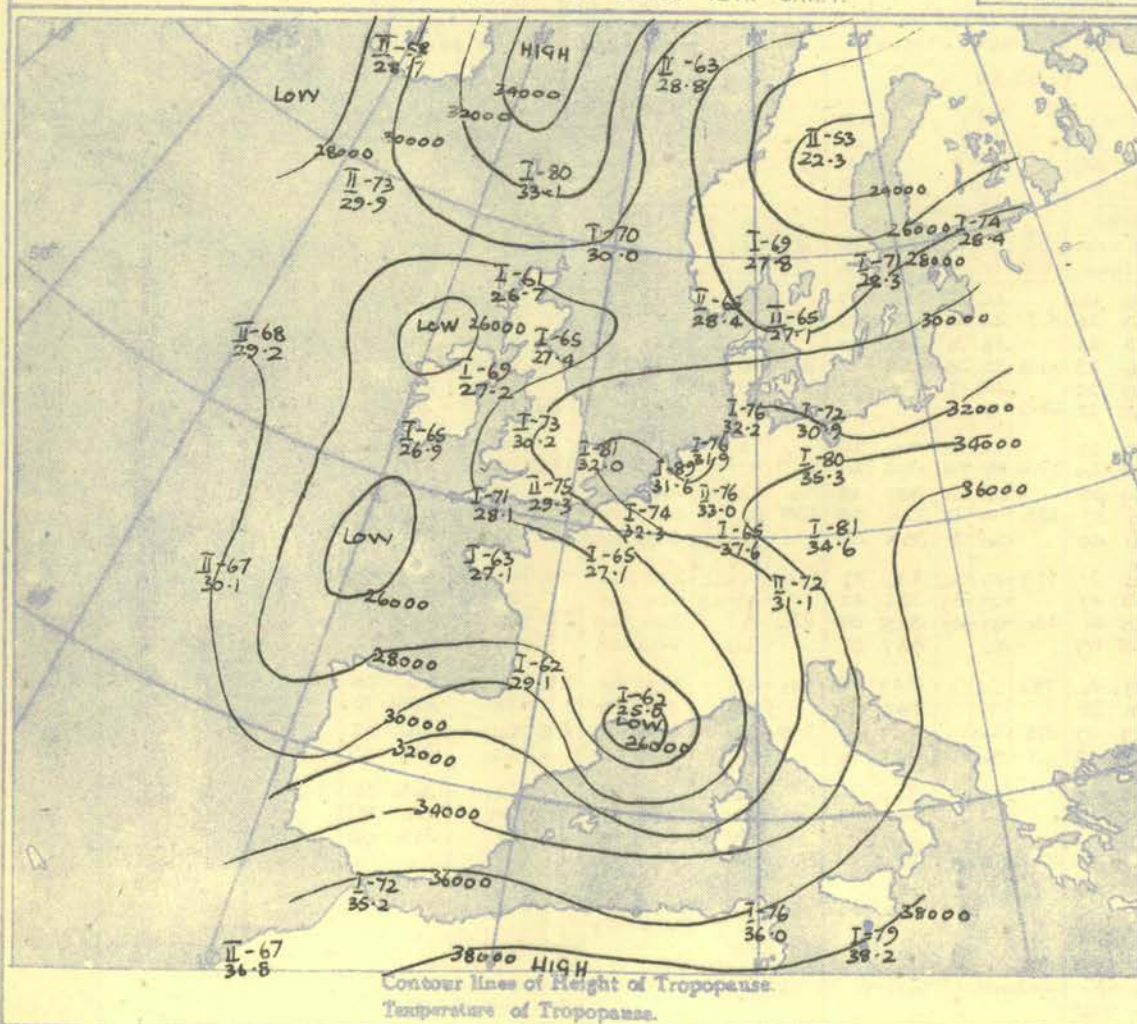 HIGH
II -58
28.7
II -63
28.8
LOW
34000
32000
30000
28000
II -53
22.3
24000
I -80
II -73
29.9
I -70
30.0
I -69
27.8
26000
I -74
28.4
I -71
28.3
28000
I -61
26.7
28.4
II -65
27.1
30000
LOW
26000
I -65
27.4
II -68
29.2
I -69
27.2
I -65
26.9
I -73
30.2
I -76
32.2
I -72
30.9
32000
34000
I -81
32.0
I -76
31.9
I -89
31.6
I -80
35.3
I -71
28.1
II -75
29.3
II -76
33.0
36000
I -74
32.3
I -65
37.6
I -81
34.6
LOW
I -63
27.1
I -65
27.1
II -67
30.1
II -72
31.1
26000
28000
I -62
29.1
I -62
25.8
LOW
26000
30000
32000
34000
36000
I -72
35.2
I -76
36.0
38000
I -79
38.2
II -67
36.8
38000
HIGH
Contour lines of Height of Tropopause.
Temperature of Tropopause.